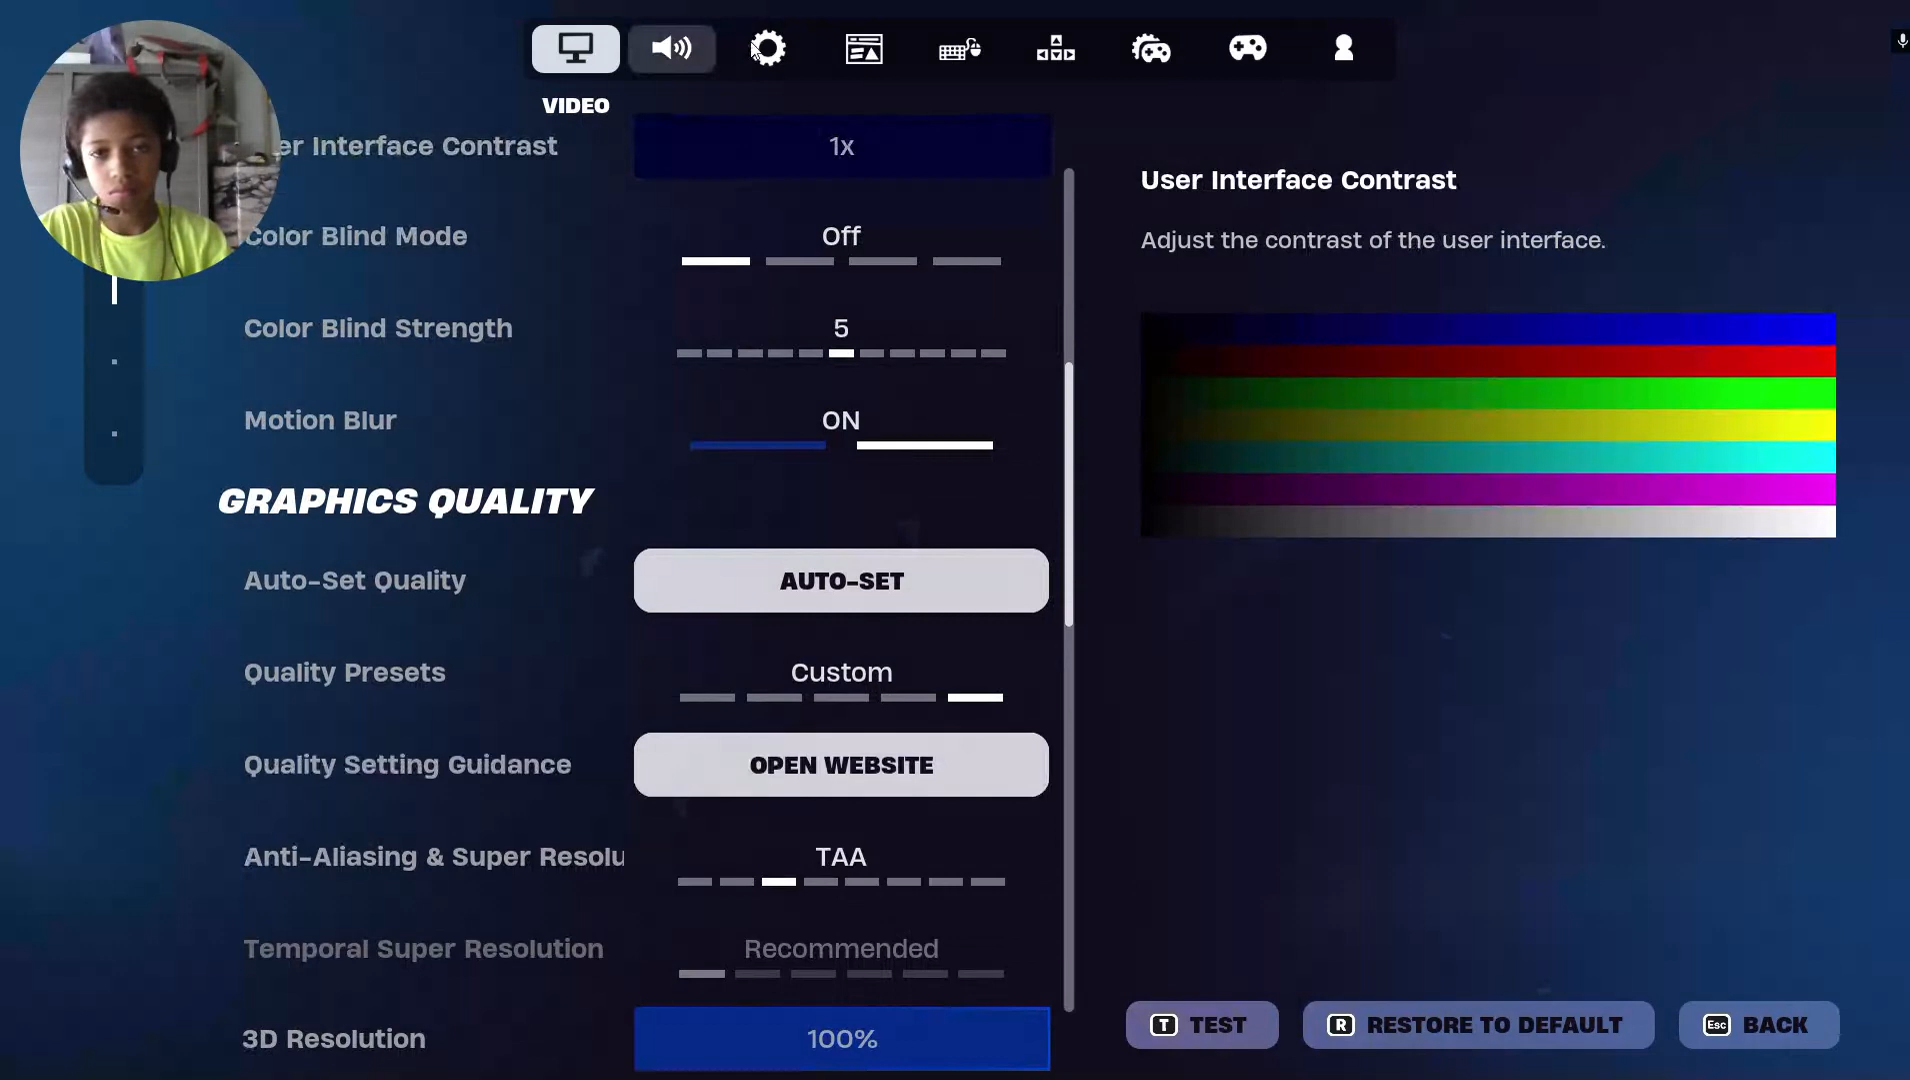 VIDEO
er Interface Contrast 1x
Color Blind Mode Off
Color Blind Strength 5
Motion Blur ON
GRAPHICS QUALITY
Auto-Set Quality AUTO-SET
Quality Presets Custom
Quality Setting Guidance OPEN WEBSITE
Anti-Aliasing & Super Resolu TAA
Temporal Super Resolution Recommended
3D Resolution 100%
User Interface Contrast
Adjust the contrast of the user interface.
T TEST
R RESTORE TO DEFAULT
Esc BACK